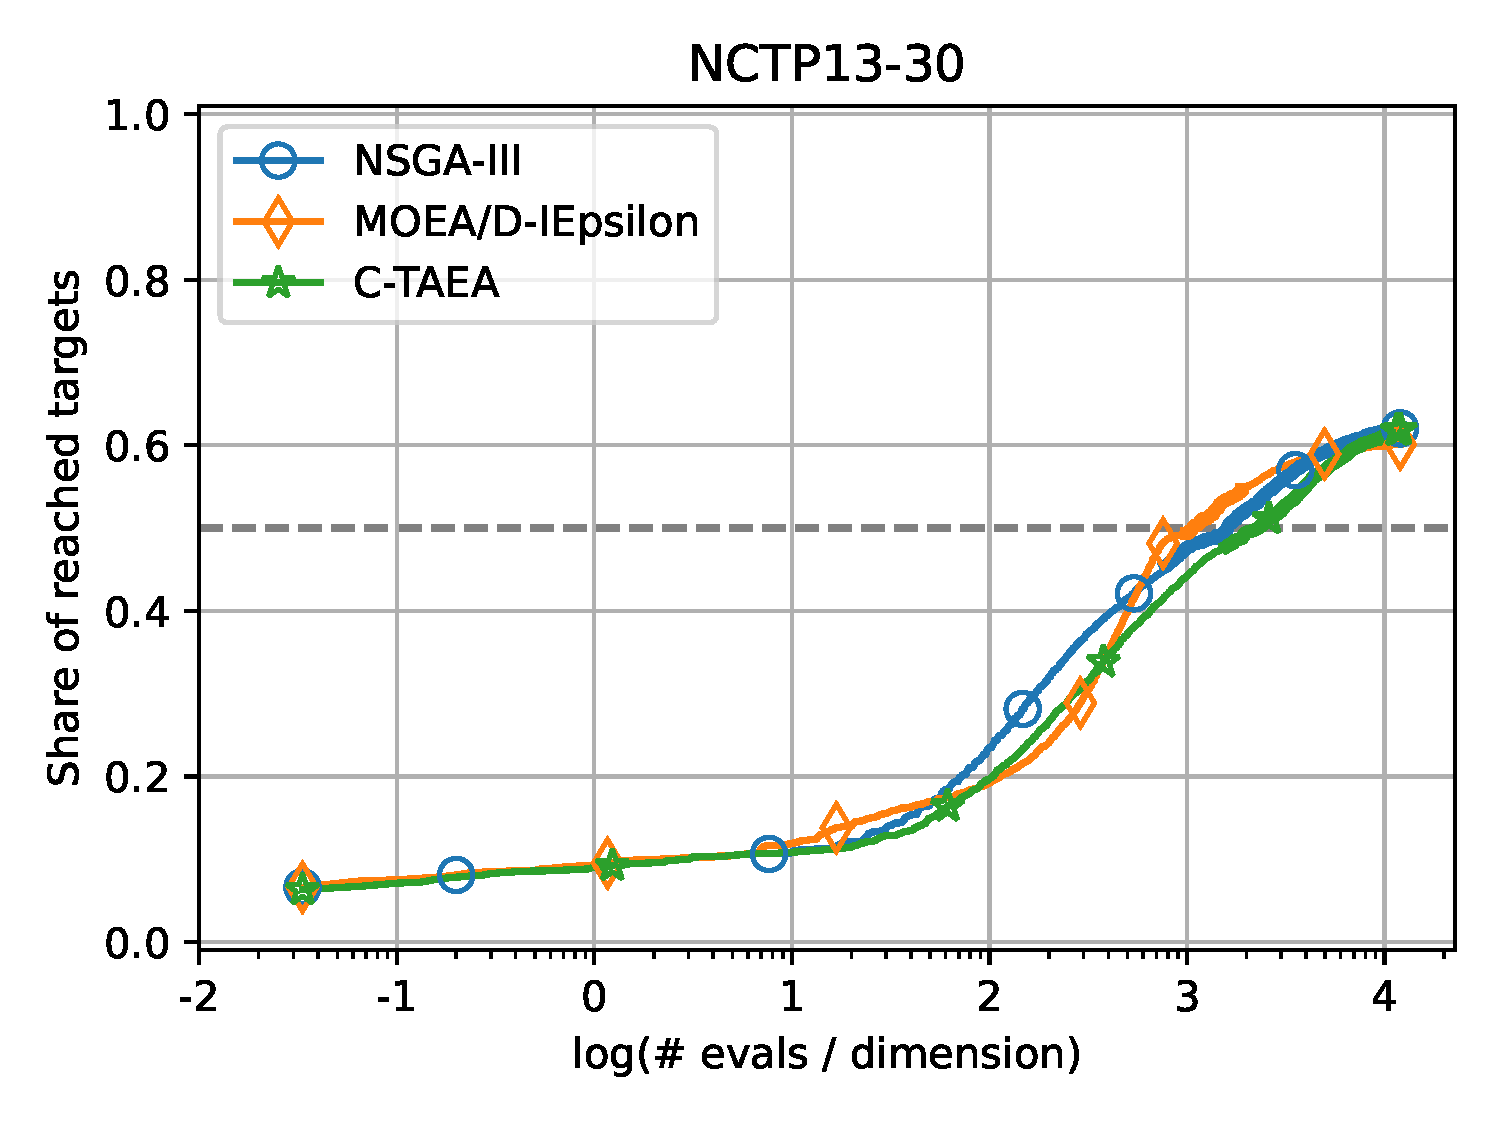 NCTP13-30
1.0
0.8
0.6
0.4
0.2
0.0
Share of reached targets
NSGA-III
MOEA/D-IEpsilon
C-TAEA
-2 -1 0 1 2 3 4
log(# evals / dimension)